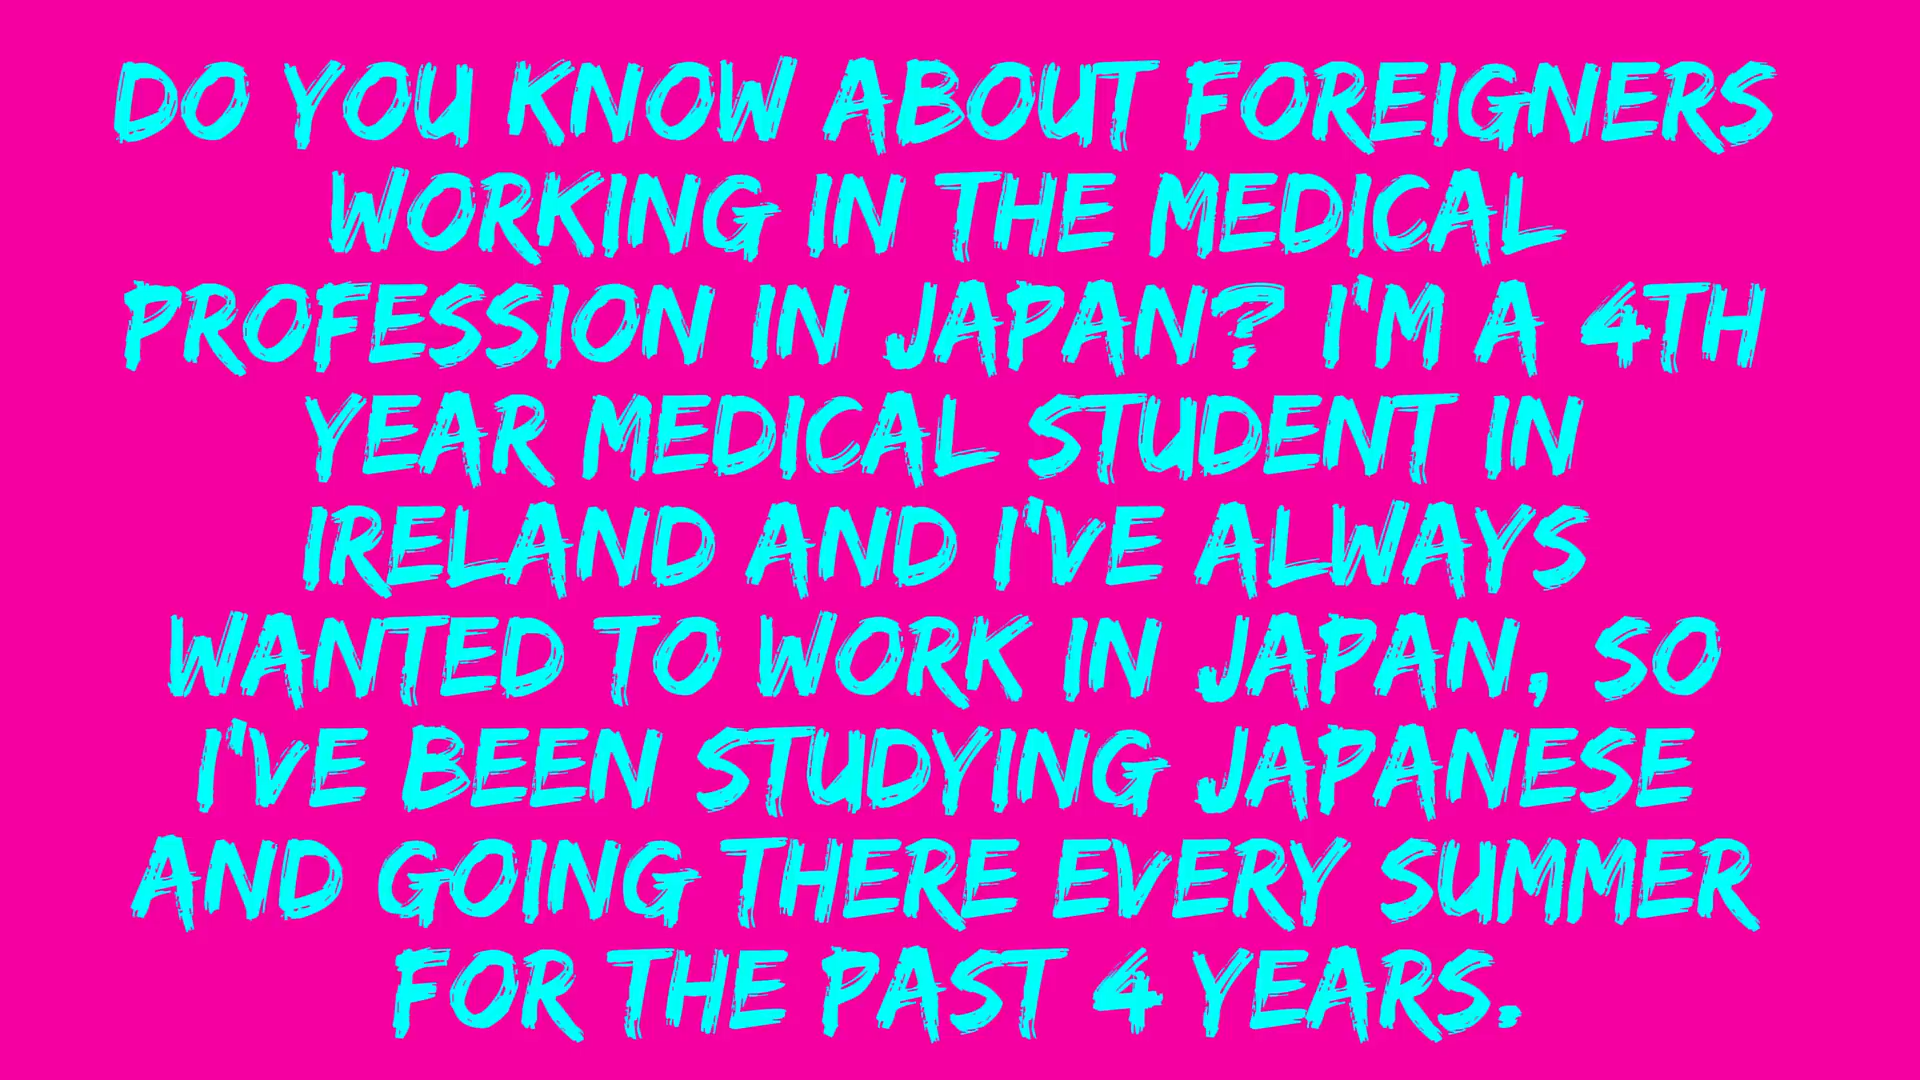 DO YOU KNOW ABOUT FOREIGNERS
WORKING IN THE MEDICAL
PROFESSION IN JAPAN? I'M A 4TH
YEAR MEDICAL STUDENT IN
IRELAND AND I'VE ALWAYS
WANTED TO WORK IN JAPAN, SO
I'VE BEEN STUDYING JAPANESE
AND GOING THERE EVERY SUMMER
FOR THE PAST 4 YEARS.